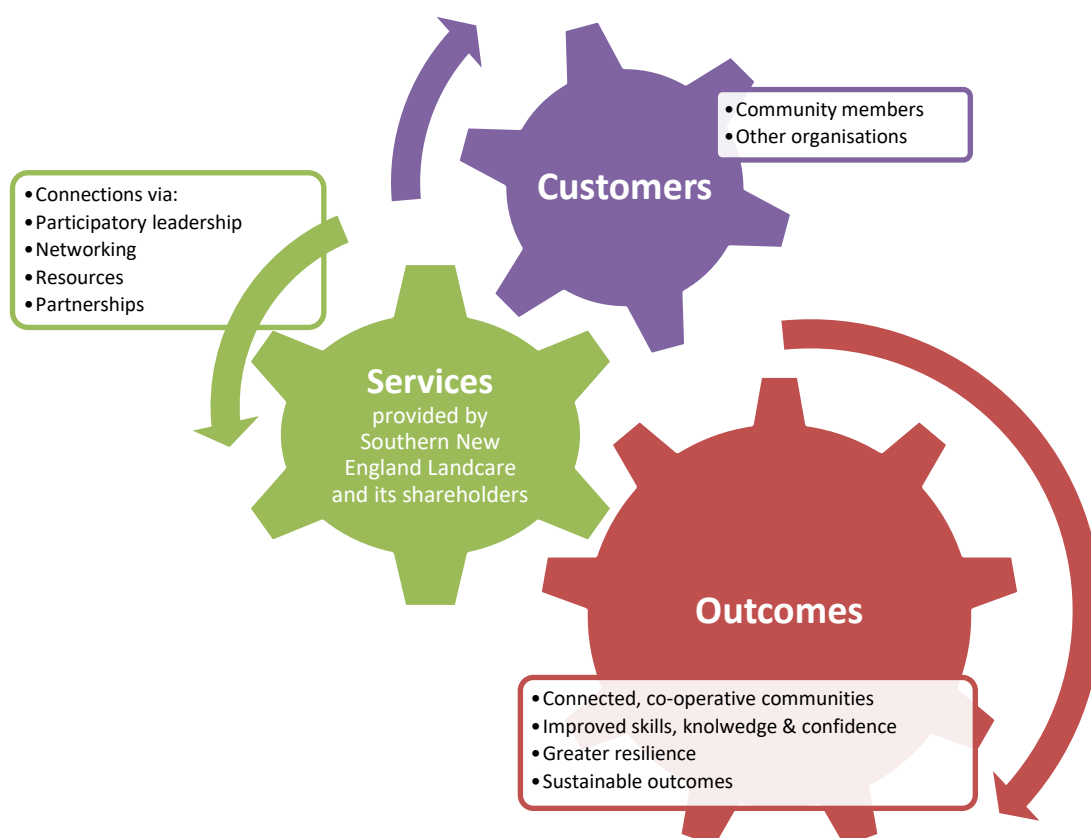 Customers
•Community members
•Other organisations
•Connections via:
•Participatory leadership
•Networking
•Resources
•Partnerships
Services
provided by
Southern New
England Landcare
and its shareholders
Outcomes
•Connected, co-operative communities
•Improved skills, knolwedge & confidence
•Greater resilience
•Sustainable outcomes